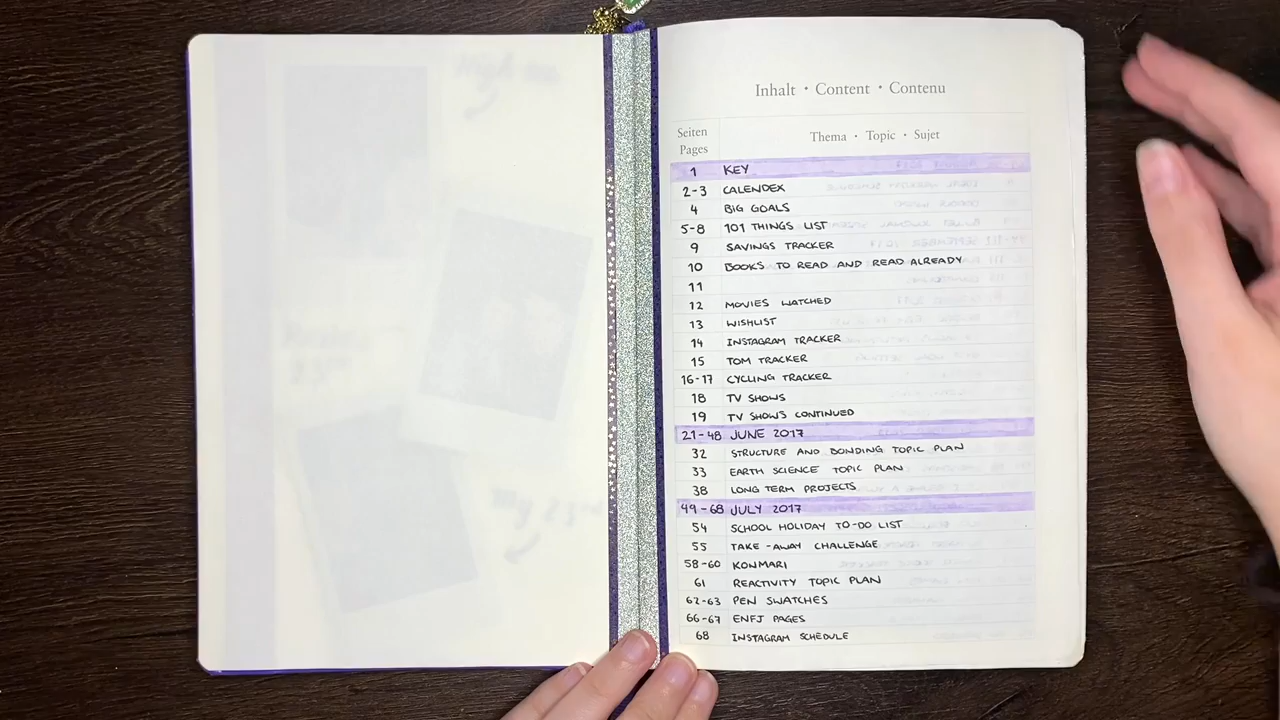 Inhalt • Content • Contenu
Seiten
Pages
Thema • Topic • Sujet
1 KEY
2-3 CALENDEX
4 BIG GOALS
5-8 101 THINGS LIST
9 SAVINGS TRACKER
10 BOOKS TO READ AND READ ALREADY
11
12 MOVIES WATCHED
13 WISHLIST
14 INSTAGRAM TRACKER
15 TOM TRACKER
16-17 CYCLING TRACKER
18 TV SHOWS
19 TV SHOWS CONTINUED
21-48 JUNE 2017
32 STRUCTURE AND BONDING TOPIC PLAN
33 EARTH SCIENCE TOPIC PLAN
38 LONG TERM PROJECTS
49-68 JULY 2017
54 SCHOOL HOLIDAY TO-DO LIST
55 TAKE-AWAY CHALLENGE
58-60 KONMARI
61 REACTIVITY TOPIC PLAN
62-63 PEN SWATCHES
66-67 ENFJ PAGES
68 INSTAGRAM SCHEDULE